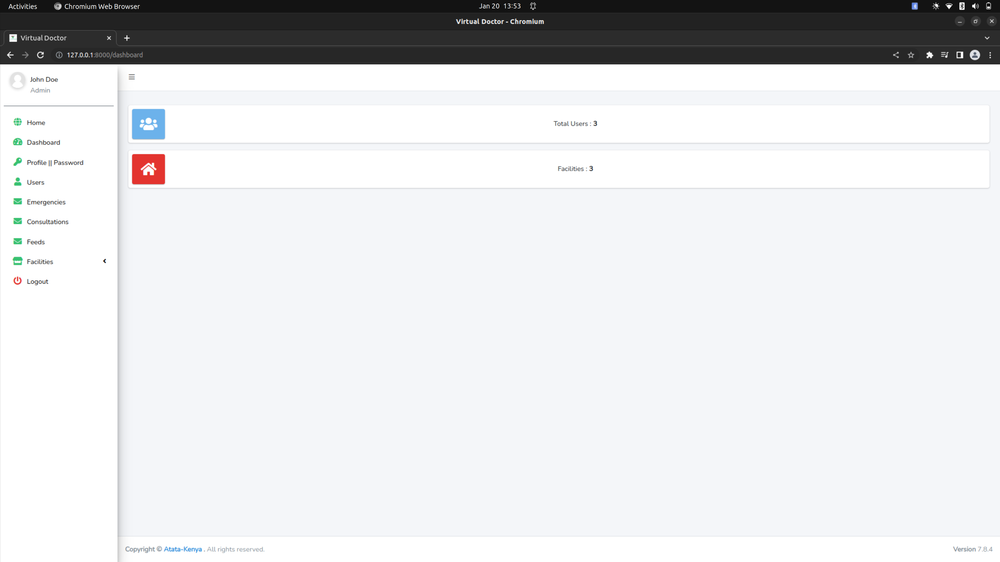 Activities
Chromium Web Browser
Jan 20 13:53
Virtual Doctor - Chromium
Virtual Doctor
127.0.0.1:8000/dashboard
John Doe
Admin
Home
Dashboard
Profile || Password
Users
Emergencies
Consultations
Feeds
Facilities
Logout
Total Users : 3
Facilities : 3
Copyright © Atata-Kenya . All rights reserved.
Version 7.8.4